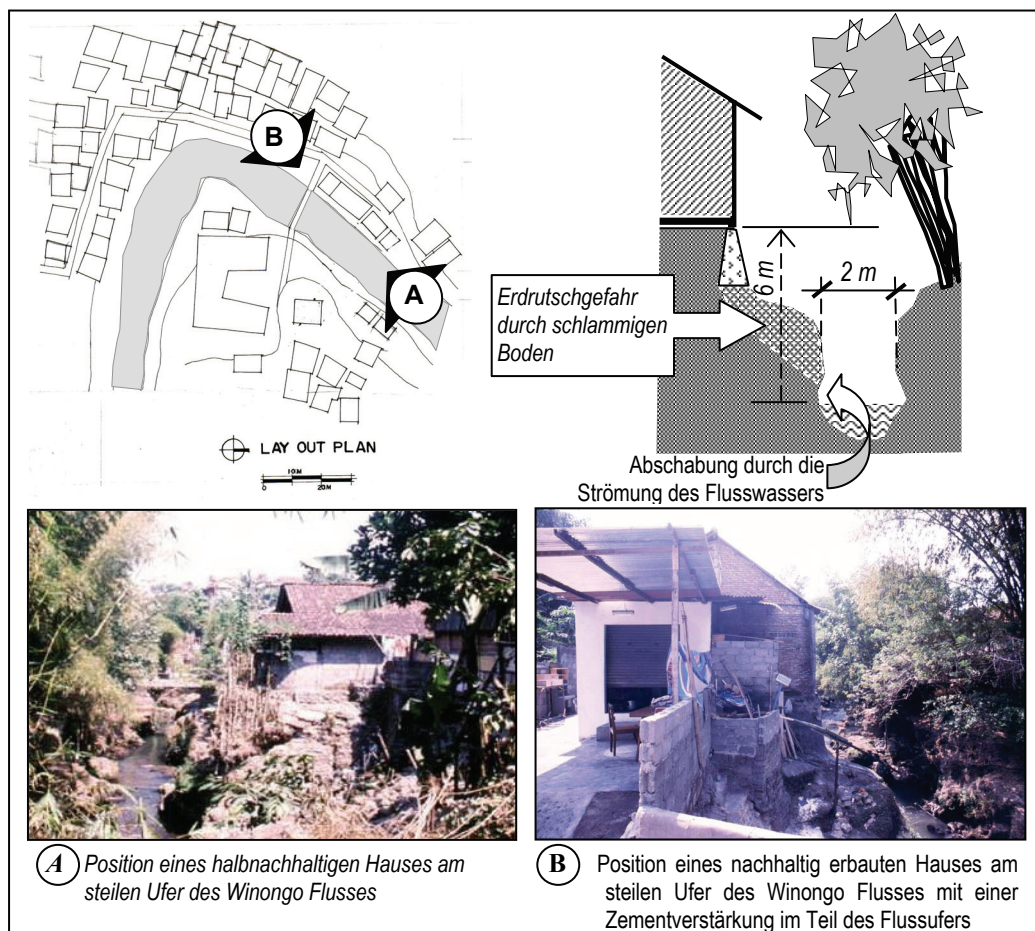 B
A
LAY OUT PLAN
10M
0
20M
6 m
2 m
Erdrutschgefahr
durch schlammigen
Boden
Abschabung durch die
Strömung des Flusswassers
A Position eines halbnachhaltigen Hauses am
steilen Ufer des Winongo Flusses
B Position eines nachhaltig erbauten Hauses am
steilen Ufer des Winongo Flusses mit einer
Zementverstärkung im Teil des Flussufers